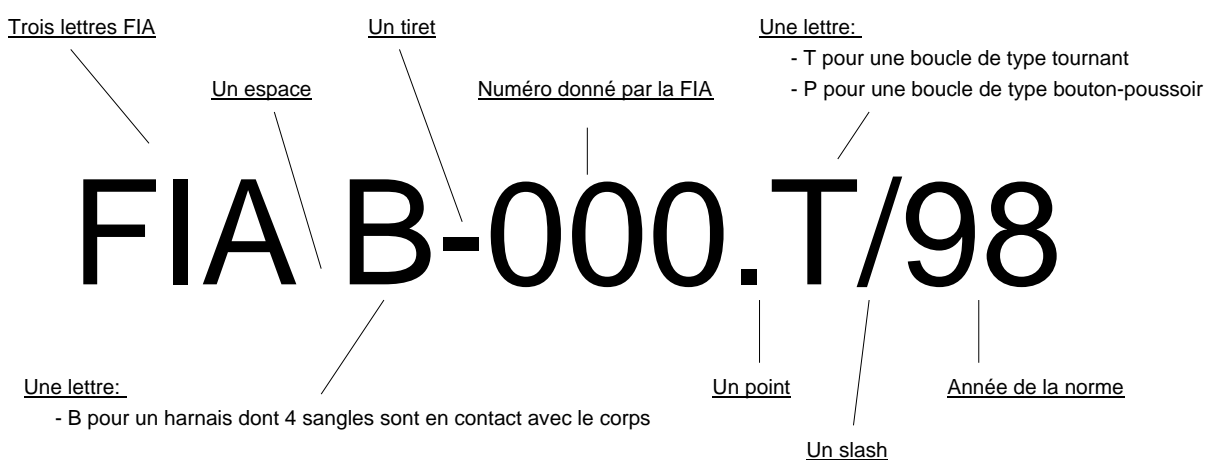 Trois lettres FIA
Un tiret
Une lettre:
- T pour une boucle de type tournant
- P pour une boucle de type bouton-poussoir
Un espace
Numéro donné par la FIA
FIA B-000.T/98
Une lettre:
- B pour un harnais dont 4 sangles sont en contact avec le corps
Un point
Année de la norme
Un slash